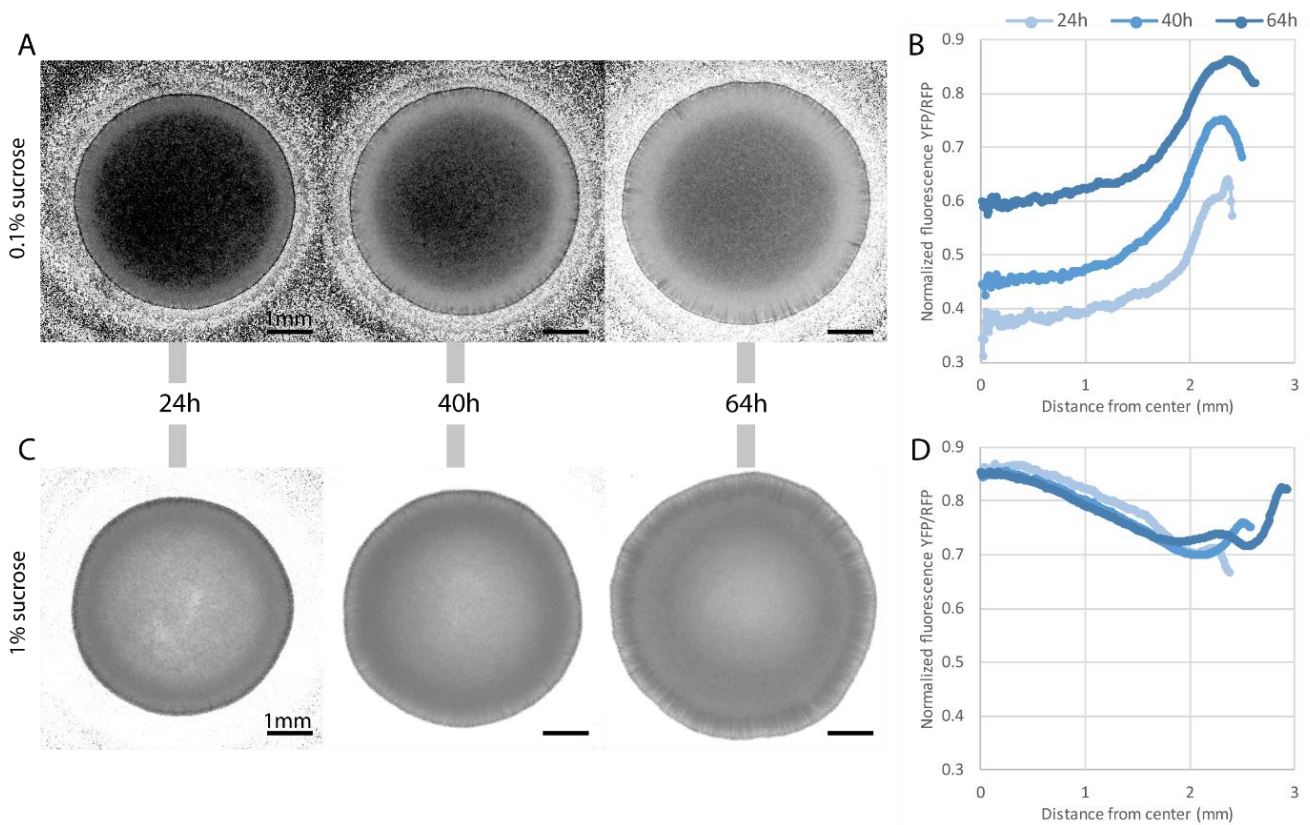 A
0.1% sucrose
1mm
24h
40h
64h
C
1% sucrose
1mm
24h 40h 64h
B
Normalized fluorescence YFP/RFP
0.9
0.8
0.7
0.6
0.5
0.4
0.3
0 1 2 3
Distance from center (mm)
D
Normalized fluorescence YFP/RFP
0.9
0.8
0.7
0.6
0.5
0.4
0.3
0 1 2 3
Distance from center (mm)